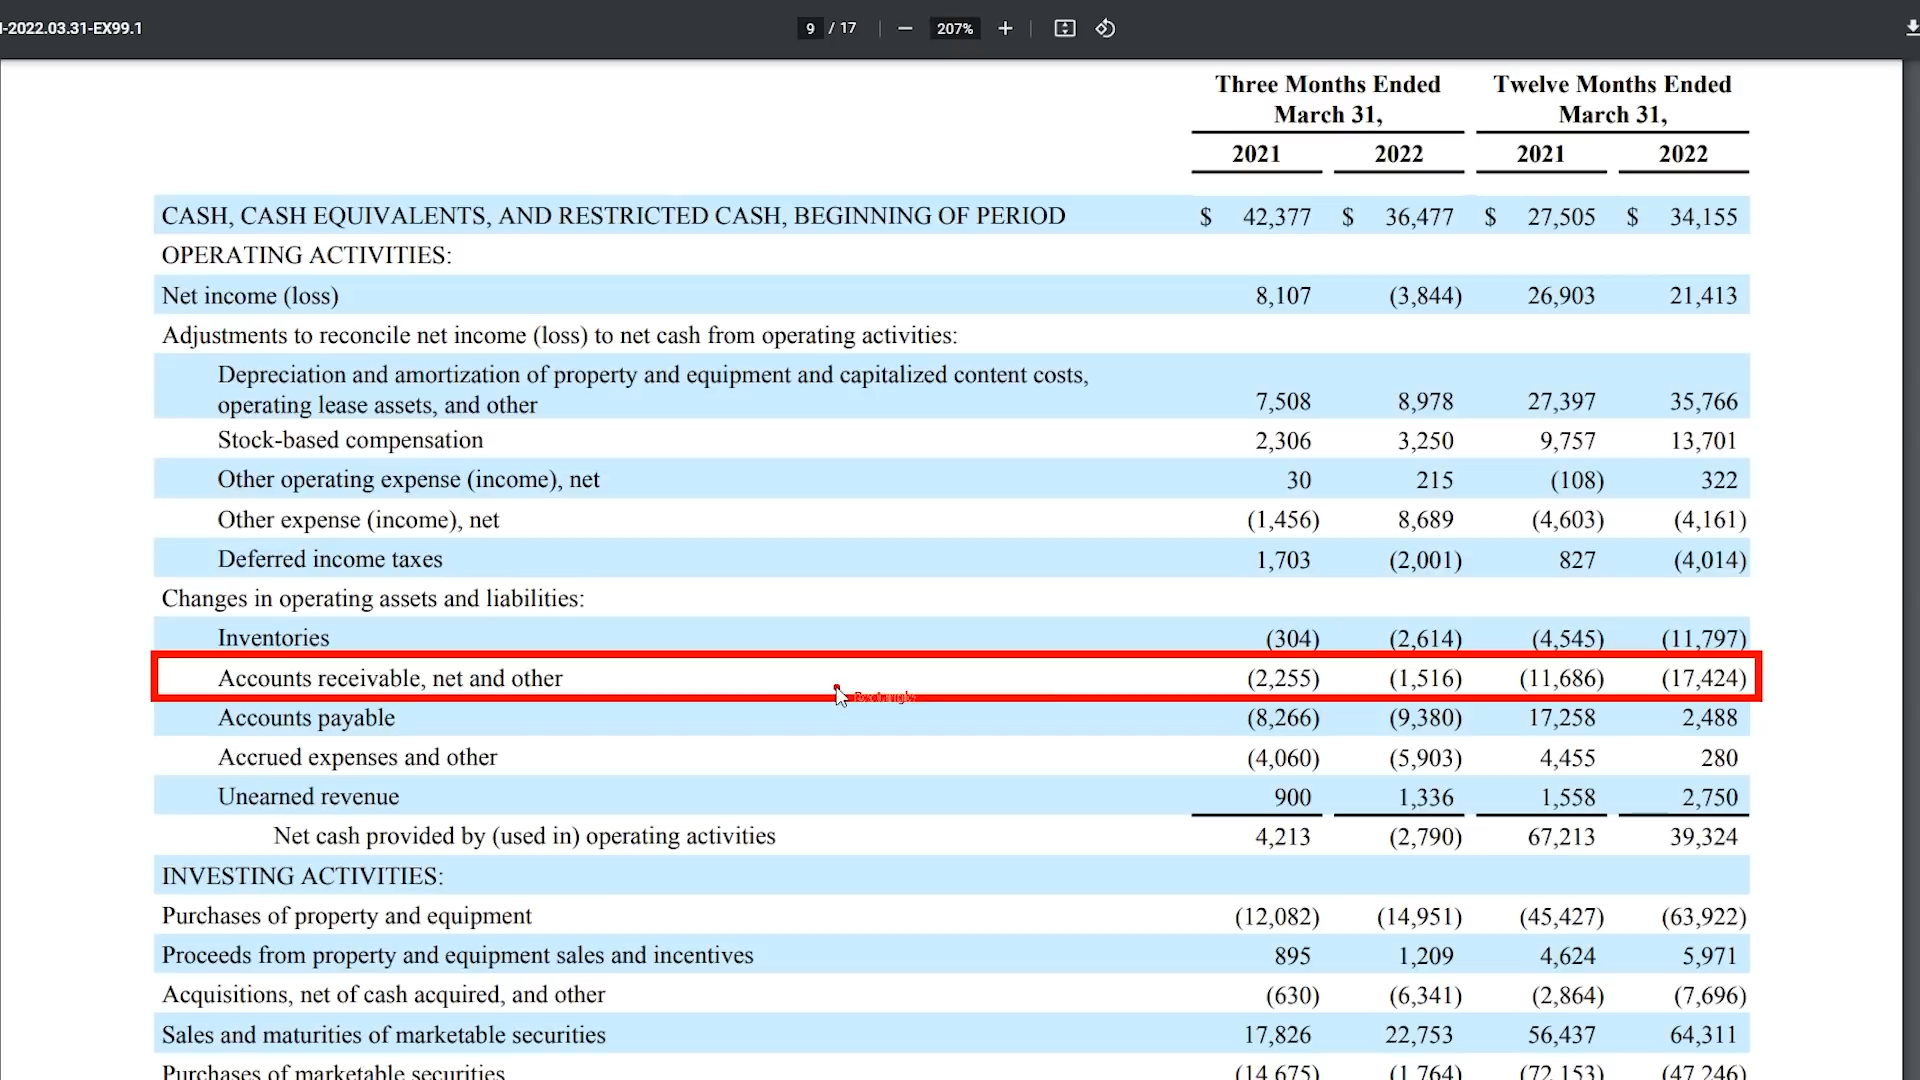 -2022.03.31-EX99.1
9 / 17
207%
Three Months Ended March 31, Twelve Months Ended March 31,
2021 2022 2021 2022
CASH, CASH EQUIVALENTS, AND RESTRICTED CASH, BEGINNING OF PERIOD $ 42,377 $ 36,477 $ 27,505 $ 34,155
OPERATING ACTIVITIES:
Net income (loss) 8,107 (3,844) 26,903 21,413
Adjustments to reconcile net income (loss) to net cash from operating activities:
Depreciation and amortization of property and equipment and capitalized content costs,
operating lease assets, and other 7,508 8,978 27,397 35,766
Stock-based compensation 2,306 3,250 9,757 13,701
Other operating expense (income), net 30 215 (108) 322
Other expense (income), net (1,456) 8,689 (4,603) (4,161)
Deferred income taxes 1,703 (2,001) 827 (4,014)
Changes in operating assets and liabilities:
Inventories (304) (2,614) (4,545) (11,797)
Accounts receivable, net and other (2,255) (1,516) (11,686) (17,424)
Accounts payable (8,266) (9,380) 17,258 2,488
Accrued expenses and other (4,060) (5,903) 4,455 280
Unearned revenue 900 1,336 1,558 2,750
Net cash provided by (used in) operating activities 4,213 (2,790) 67,213 39,324
INVESTING ACTIVITIES:
Purchases of property and equipment (12,082) (14,951) (45,427) (63,922)
Proceeds from property and equipment sales and incentives 895 1,209 4,624 5,971
Acquisitions, net of cash acquired, and other (630) (6,341) (2,864) (7,696)
Sales and maturities of marketable securities 17,826 22,753 56,437 64,311
Purchases of marketable securities (14,675) (1,764) (72,153) (47,246)